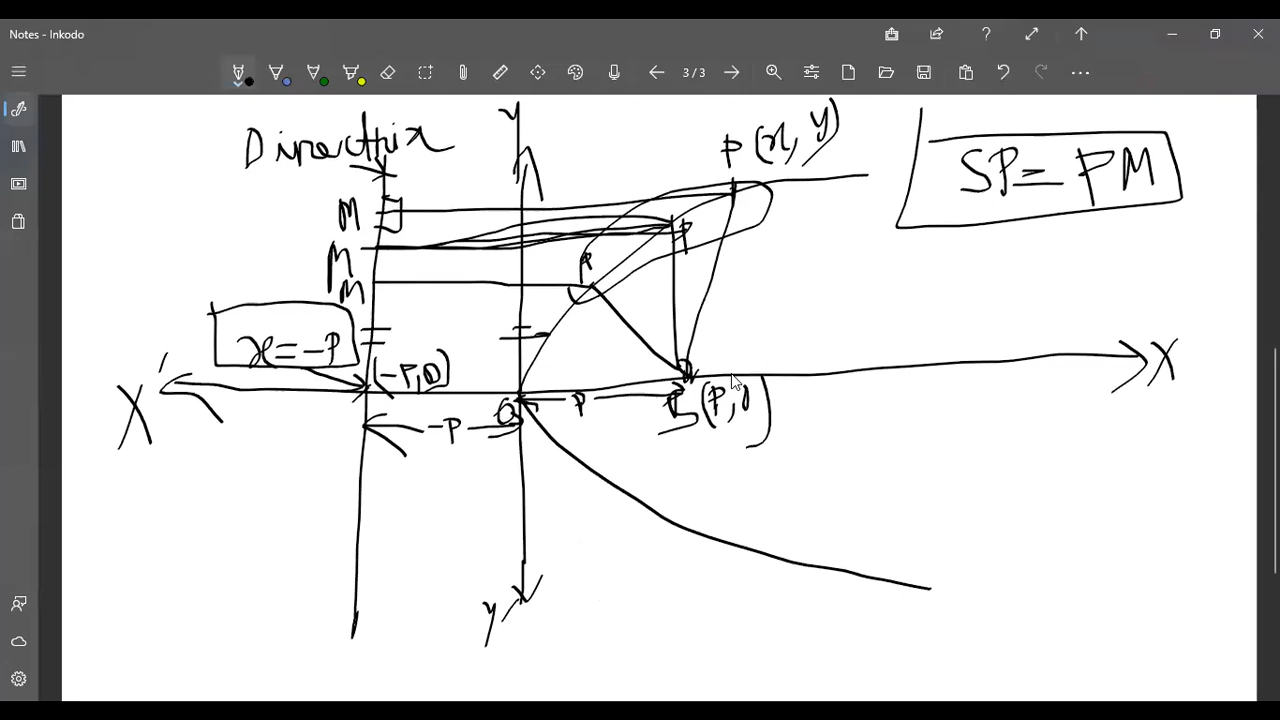 Notes - Inkodo
3/3
Directrix
y
P(x, y)
SP = PM
M
M
M
P
P
x = -P
(-P,0)
X'
X
O
P
S(P,0)
-P
y'